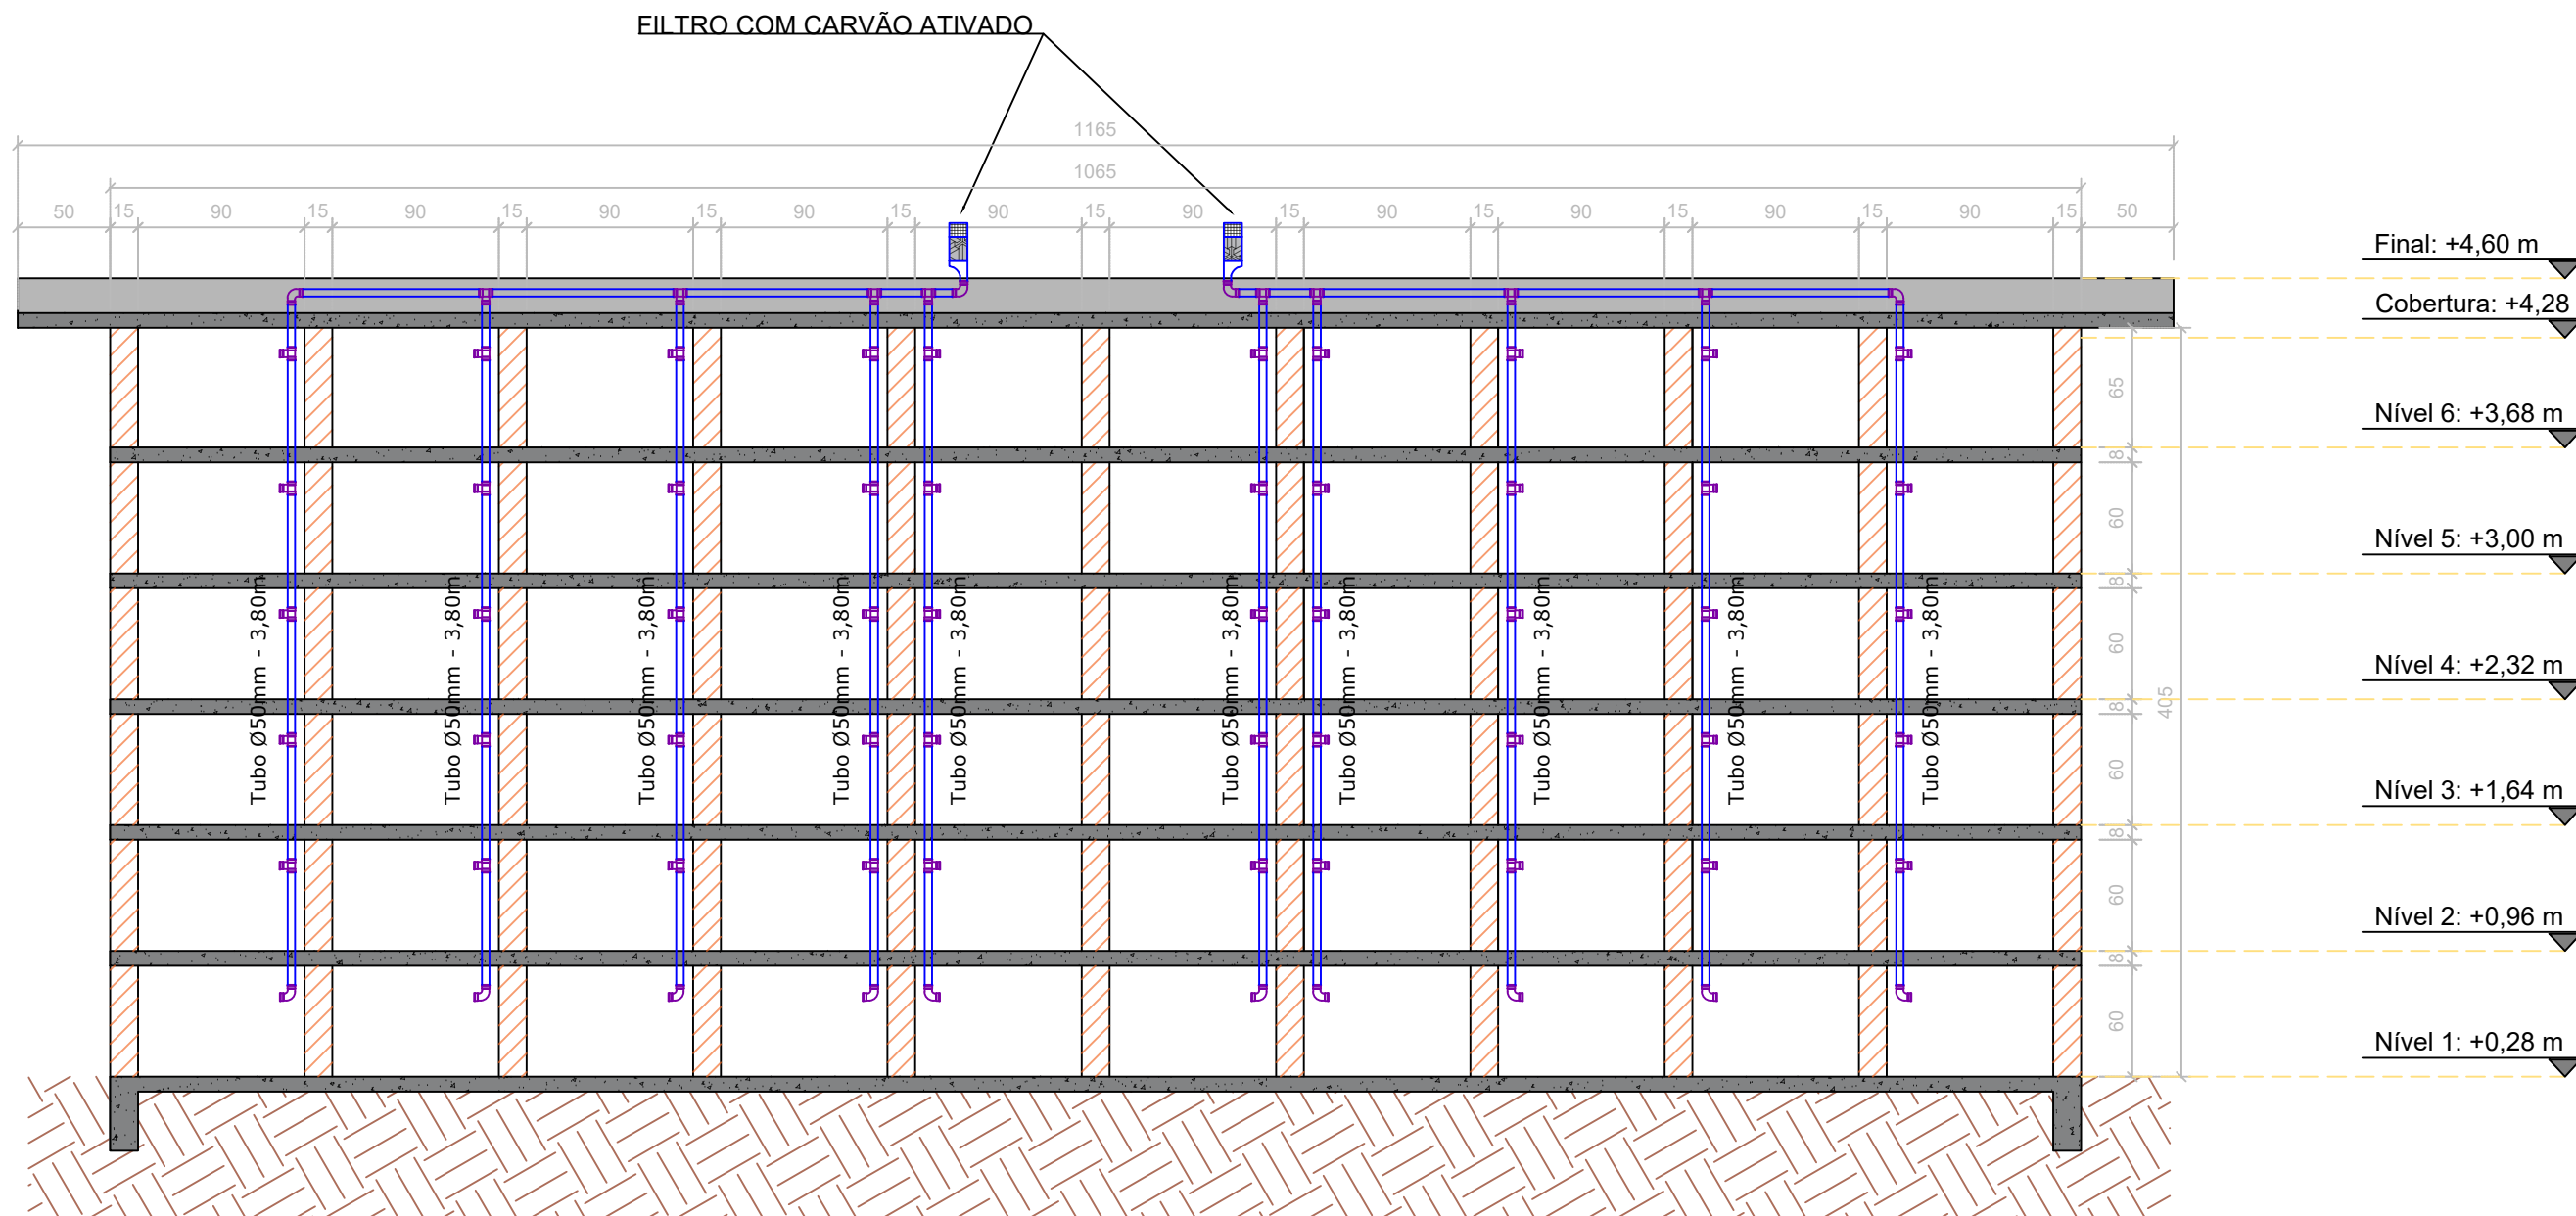 FILTRO COM CARVÃO ATIVADO
1165
1065
50 15 90 15 90 15 90 15 90 15 90 15 90 15 90 15 90 15 90 15 90 15 50
Final: +4,60 m
Cobertura: +4,28
65
Nível 6: +3,68 m
8
60
Nível 5: +3,00 m
8
60
Nível 4: +2,32 m
8
405
60
Nível 3: +1,64 m
8
60
Nível 2: +0,96 m
8
60
Nível 1: +0,28 m
Tubo Ø50mm - 3,80m
Tubo Ø50mm - 3,80m
Tubo Ø50mm - 3,80m
Tubo Ø50mm - 3,80m
Tubo Ø50mm - 3,80m
Tubo Ø50mm - 3,80m
Tubo Ø50mm - 3,80m
Tubo Ø50mm - 3,80m
Tubo Ø50mm - 3,80m
Tubo Ø50mm - 3,80m